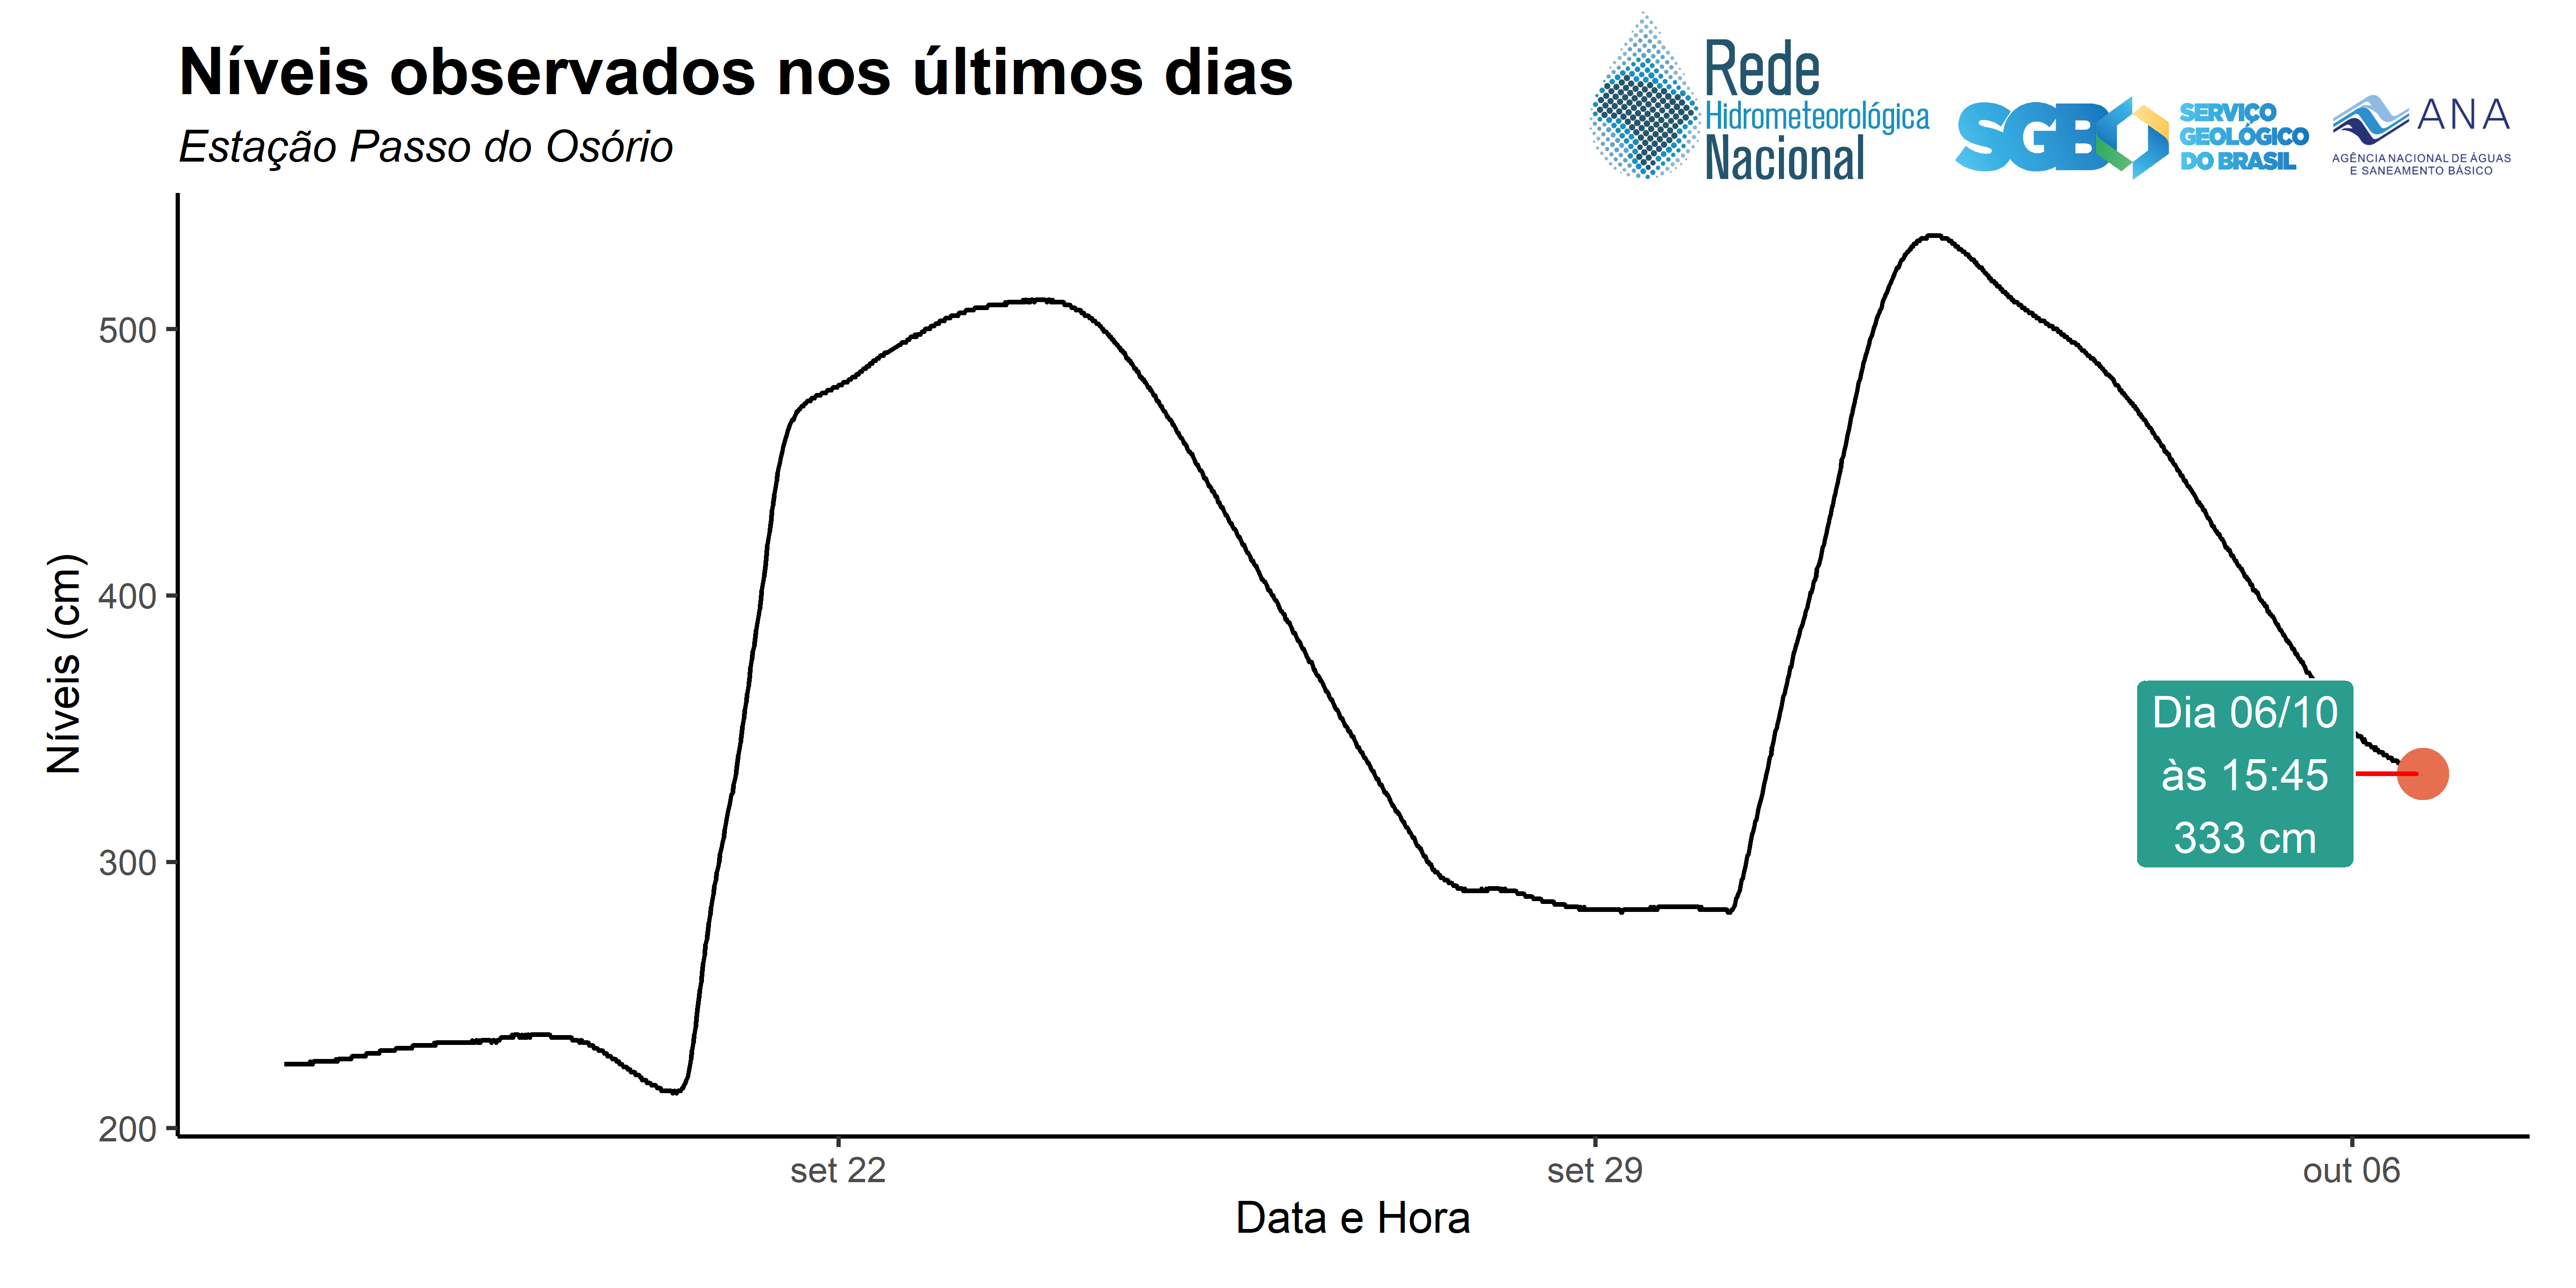 Níveis observados nos últimos dias
Estação Passo do Osório
Rede
Hidrometeorológica
Nacional
SGB
SERVIÇO
GEOLÓGICO
DO BRASIL
ANA
AGÊNCIA NACIONAL DE ÁGUAS
E SANEAMENTO BÁSICO
Níveis (cm)
500
400
300
200
Dia 06/10
às 15:45
333 cm
set 22
set 29
out 06
Data e Hora